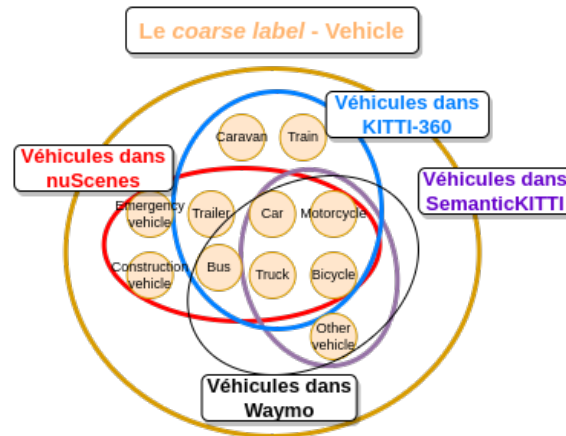 Le coarse label - Vehicle
Véhicules dans
KITTI-360
Caravan
Train
Véhicules dans
nuScenes
Véhicules dans
SemanticKITTI
Emergency
vehicle
Trailer
Car
Motorcycle
Construction
vehicle
Bus
Truck
Bicycle
Other
vehicle
Véhicules dans
Waymo